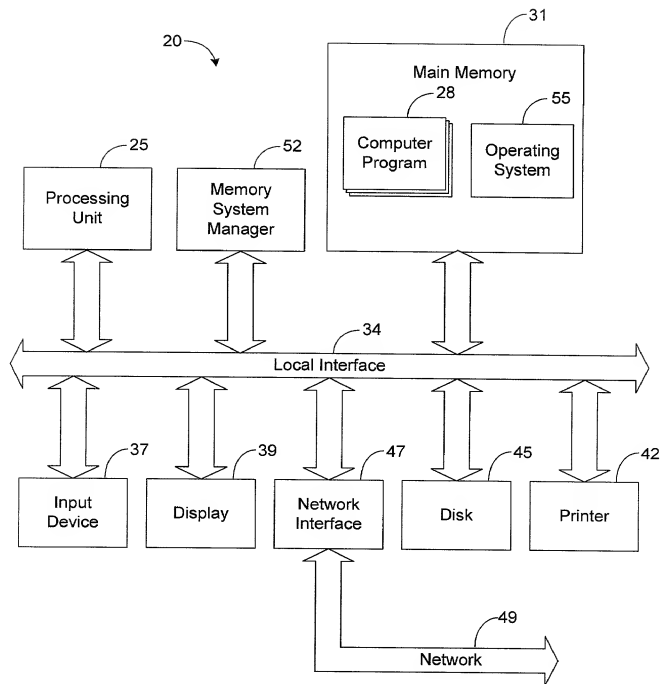 31
20
Main Memory
28
55
Computer
Program
Operating
System
25
52
Processing
Unit
Memory
System
Manager
34
Local Interface
37
39
47
45
42
Input
Device
Display
Network
Interface
Disk
Printer
49
Network